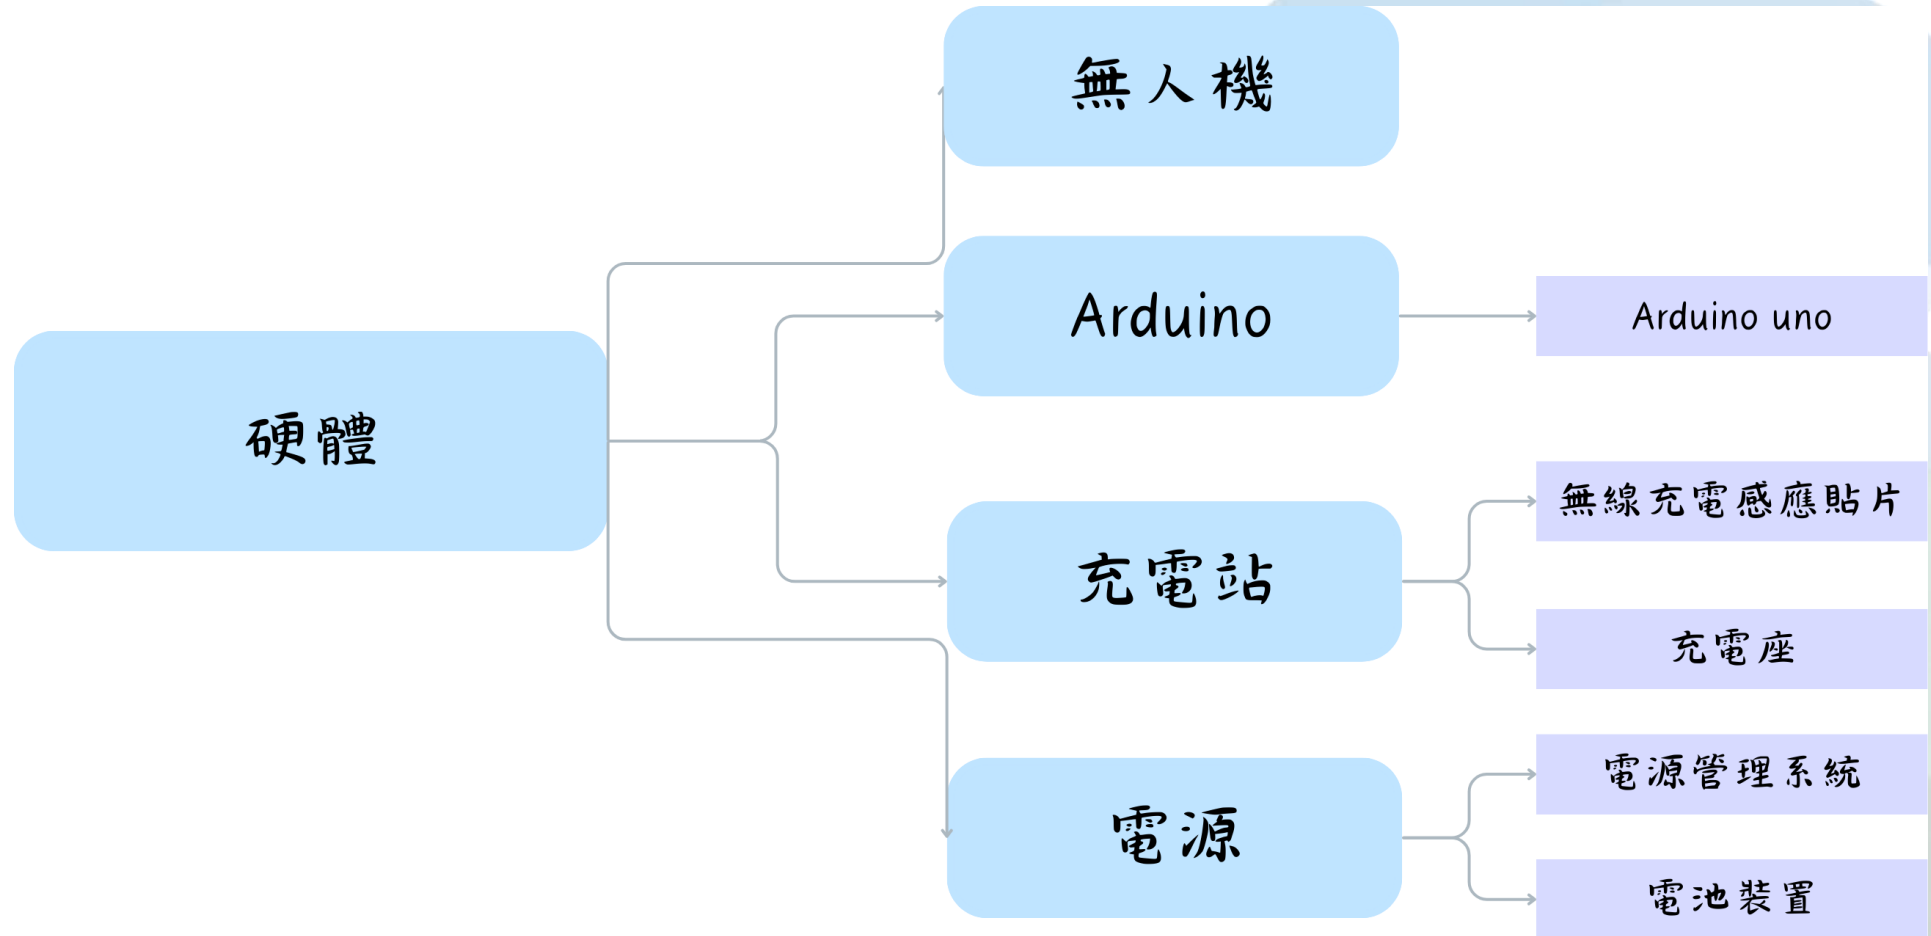 無人機
Arduino
Arduino uno
硬體
無線充電感應貼片
充電站
充電座
電源管理系統
電源
電池裝置